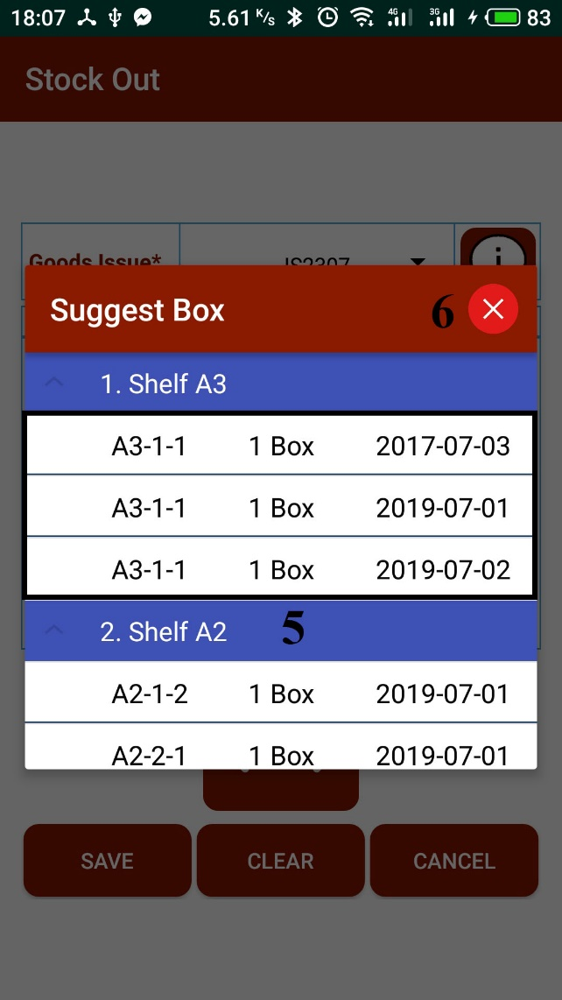 18:07 5.61 K/s 4G 3G 83
Stock Out
Goods Issue* IS2307 i
Suggest Box 6
1. Shelf A3
A3-1-1 1 Box 2017-07-03
A3-1-1 1 Box 2019-07-01
A3-1-1 1 Box 2019-07-02
2. Shelf A2 5
A2-1-2 1 Box 2019-07-01
A2-2-1 1 Box 2019-07-01
SAVE CLEAR CANCEL